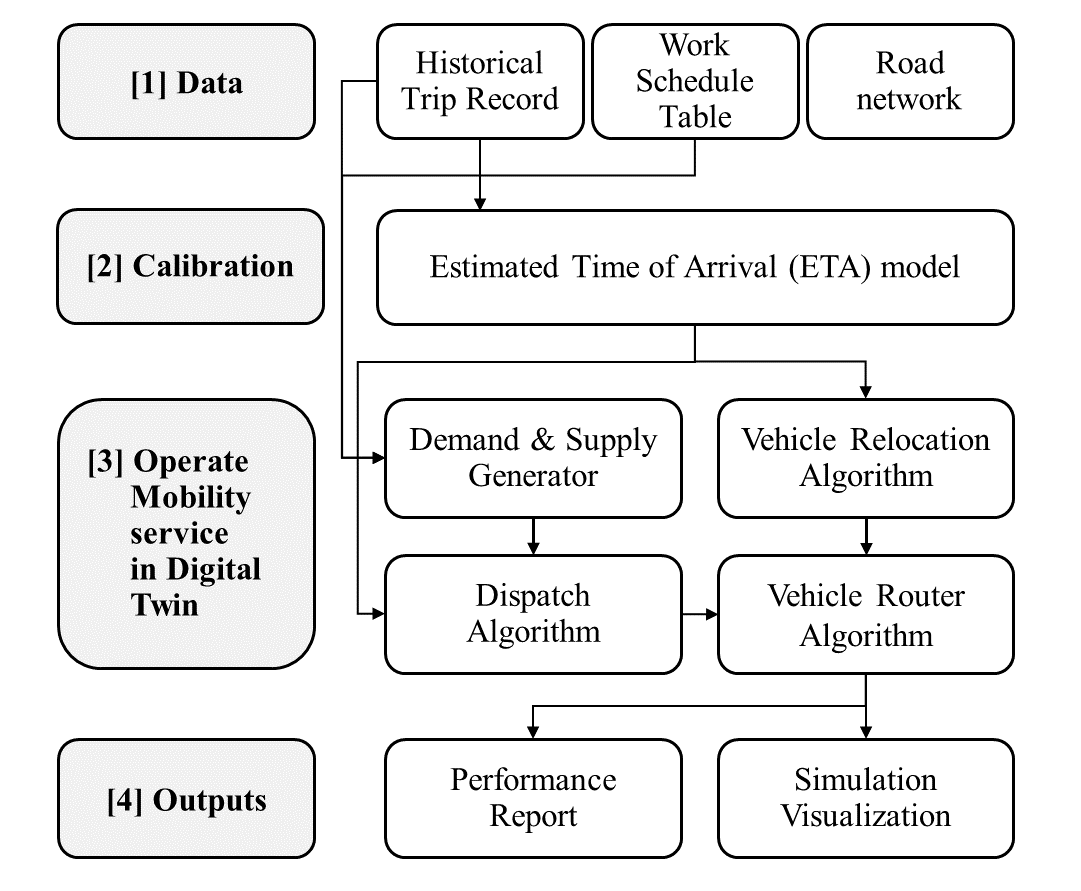 [1] Data
Historical
Trip Record
Work
Schedule
Table
Road
network
[2] Calibration
Estimated Time of Arrival (ETA) model
[3] Operate
Mobility
service
in Digital
Twin
Demand & Supply
Generator
Vehicle Relocation
Algorithm
Dispatch
Algorithm
Vehicle Router
Algorithm
[4] Outputs
Performance
Report
Simulation
Visualization